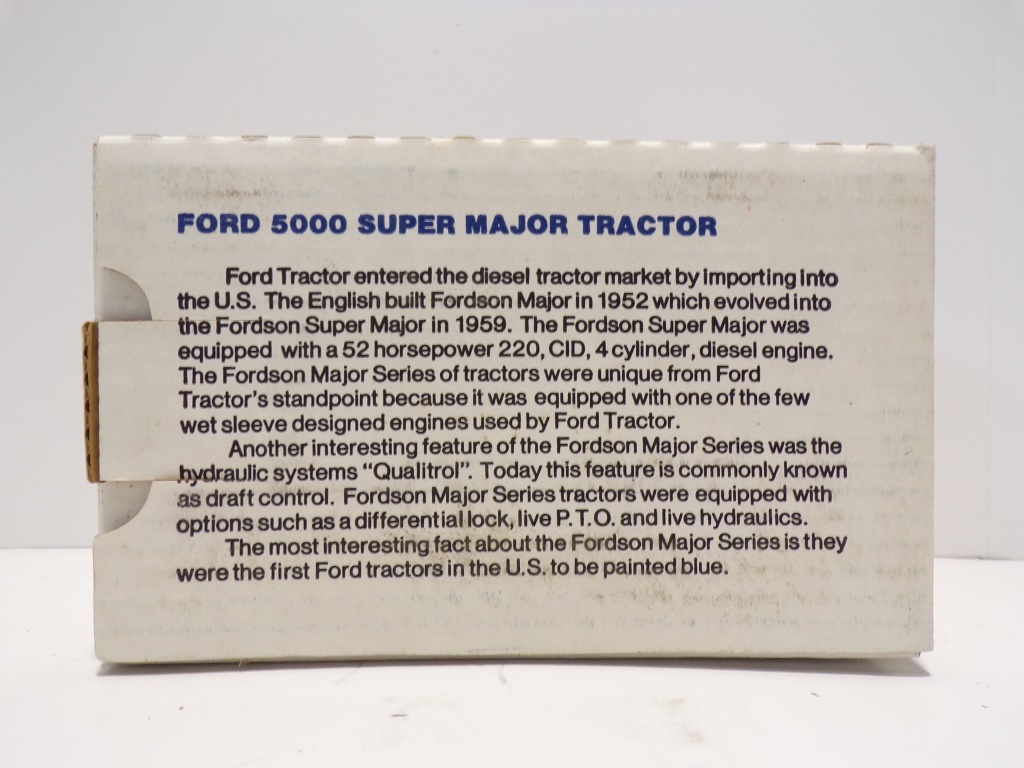 FORD 5000 SUPER MAJOR TRACTOR
Ford Tractor entered the diesel tractor market by importing into
the U.S. The English built Fordson Major in 1952 which evolved into
the Fordson Super Major in 1959. The Fordson Super Major was
equipped with a 52 horsepower 220, CID, 4 cylinder, diesel engine.
The Fordson Major Series of tractors were unique from Ford
Tractor's standpoint because it was equipped with one of the few
wet sleeve designed engines used by Ford Tractor.
Another interesting feature of the Fordson Major Series was the
hydraulic systems "Qualitrol". Today this feature is commonly known
as draft control. Fordson Major Series tractors were equipped with
options such as a differential lock, live P.T.O. and live hydraulics.
The most interesting fact about the Fordson Major Series is they
were the first Ford tractors in the U.S. to be painted blue.